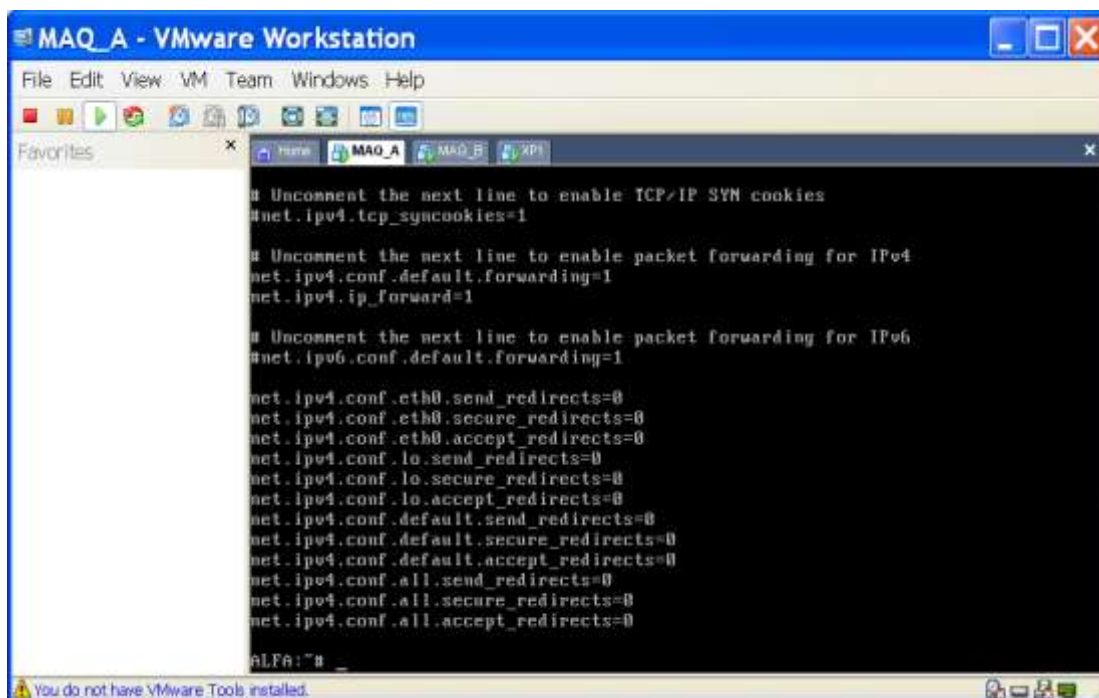 MAQ_A - VMware Workstation
File Edit View VM Team Windows Help
Favorites
Home MAQ_A MAQ_B XP1
# Uncomment the next line to enable TCP/IP SYN cookies
#net.ipv4.tcp_syncookies=1
# Uncomment the next line to enable packet forwarding for IPv4
net.ipv4.conf.default.forwarding=1
net.ipv4.ip_forward=1
# Uncomment the next line to enable packet forwarding for IPv6
#net.ipv6.conf.default.forwarding=1
net.ipv4.conf.eth0.send_redirects=0
net.ipv4.conf.eth0.secure_redirects=0
net.ipv4.conf.eth0.accept_redirects=0
net.ipv4.conf.lo.send_redirects=0
net.ipv4.conf.lo.secure_redirects=0
net.ipv4.conf.lo.accept_redirects=0
net.ipv4.conf.default.send_redirects=0
net.ipv4.conf.default.secure_redirects=0
net.ipv4.conf.default.accept_redirects=0
net.ipv4.conf.all.send_redirects=0
net.ipv4.conf.all.secure_redirects=0
net.ipv4.conf.all.accept_redirects=0
ALFA:~# _
You do not have VMware Tools installed.